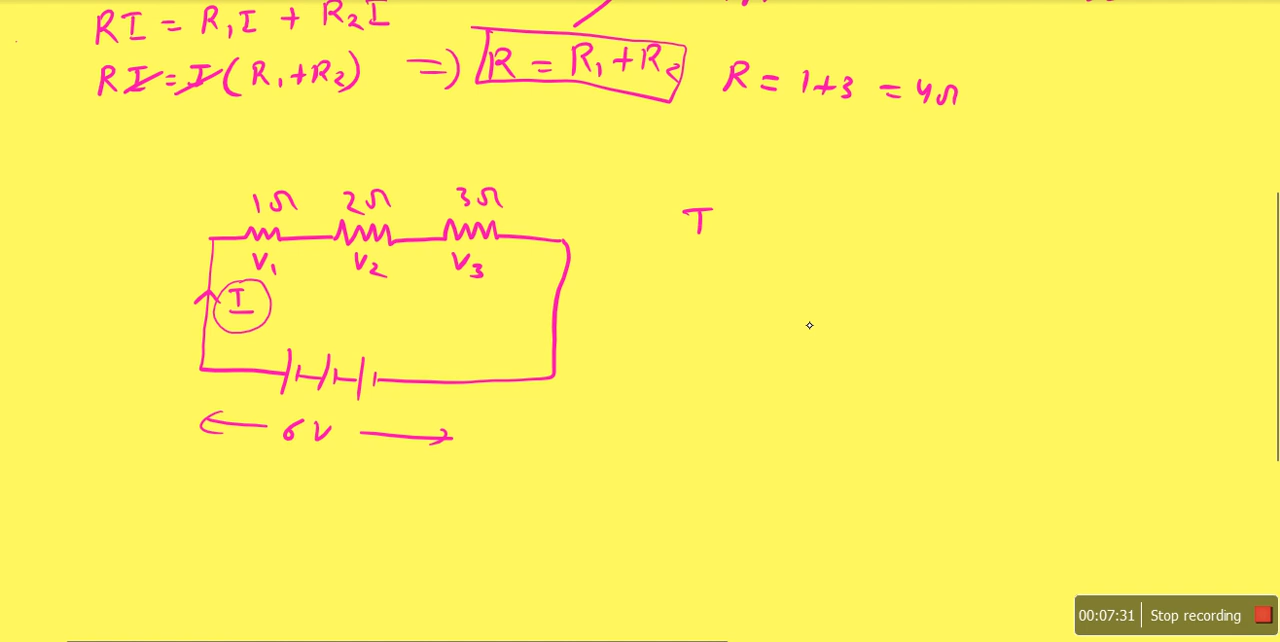 RI = R₁I + R₂I
RI = I(R₁+R₂) => R = R₁+R₂ R = 1+3 = 4Ω
1Ω 2Ω 3Ω
T
V₁ V₂ V₃
I
6V
00:07:31 Stop recording